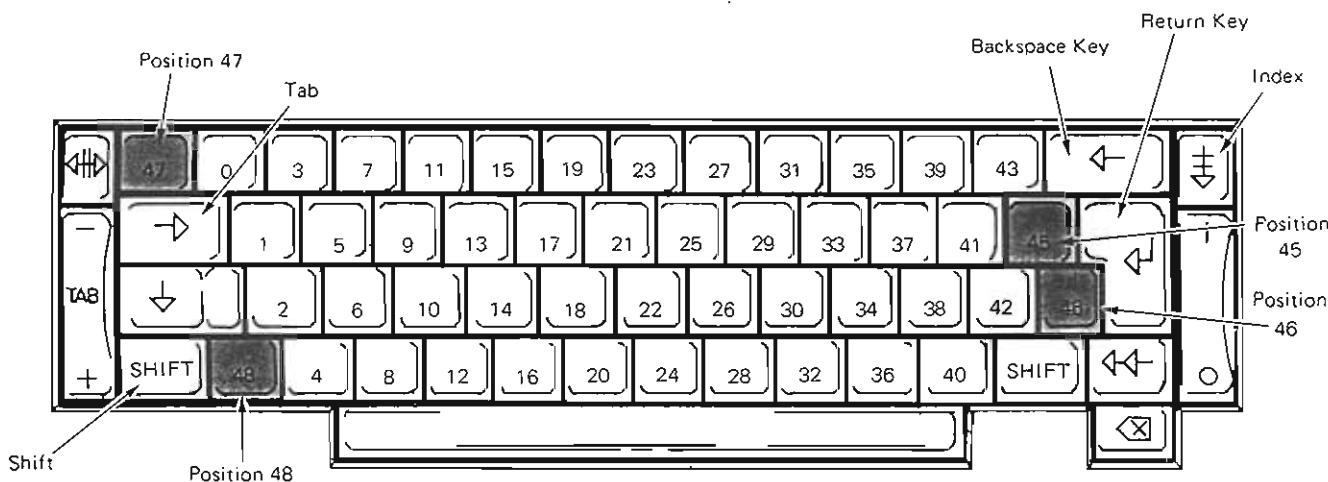 Return Key
Backspace Key
Position 47
Index
Tab
47 0 3 7 11 15 19 23 27 31 35 39 43
1 5 9 13 17 21 25 29 33 37 41 45
Position
45
TAB
2 6 10 14 18 22 26 30 34 38 42 46
Position
46
SHIFT 48 4 8 12 16 20 24 28 32 36 40 SHIFT
Shift
Position 48